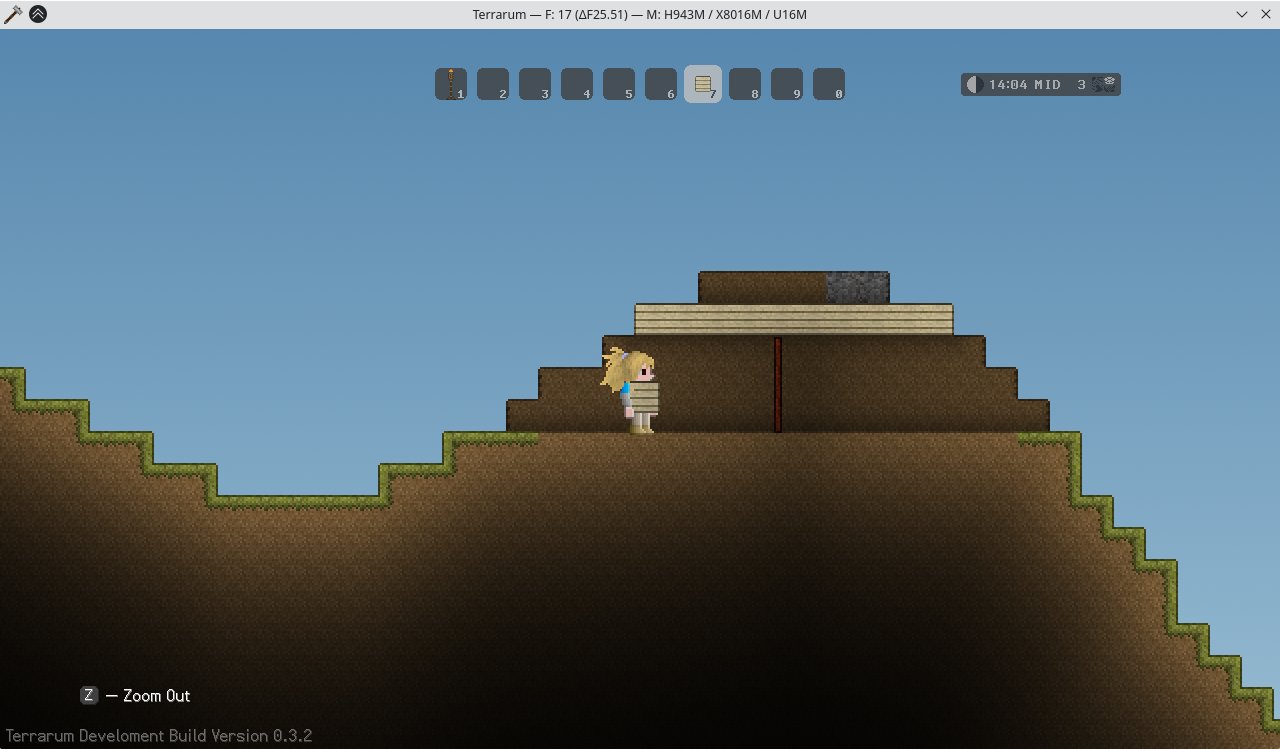 Terrarum — F: 17 (ΔF25.51) — M: H943M / X8016M / U16M
1 2 3 4 5 6 7 8 9 0
14:04 MID 3
Z — Zoom Out
Terrarum Develoment Build Version 0.3.2